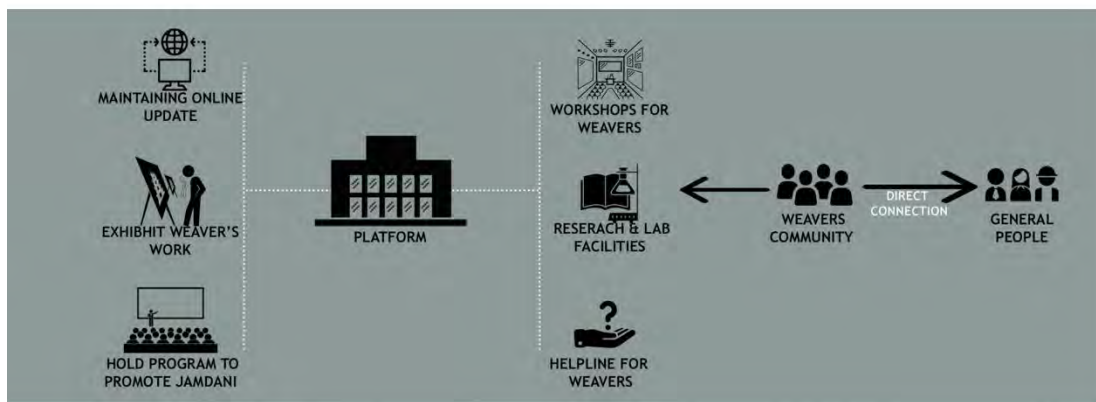 MAINTAINING ONLINE
UPDATE
EXHIBHIT WEAVER'S
WORK
HOLD PROGRAM TO
PROMOTE JAMDANI
PLATFORM
WORKSHOPS FOR
WEAVERS
RESERACH & LAB
FACILITIES
HELPLINE FOR
WEAVERS
WEAVERS
COMMUNITY
DIRECT
CONNECTION
GENERAL
PEOPLE